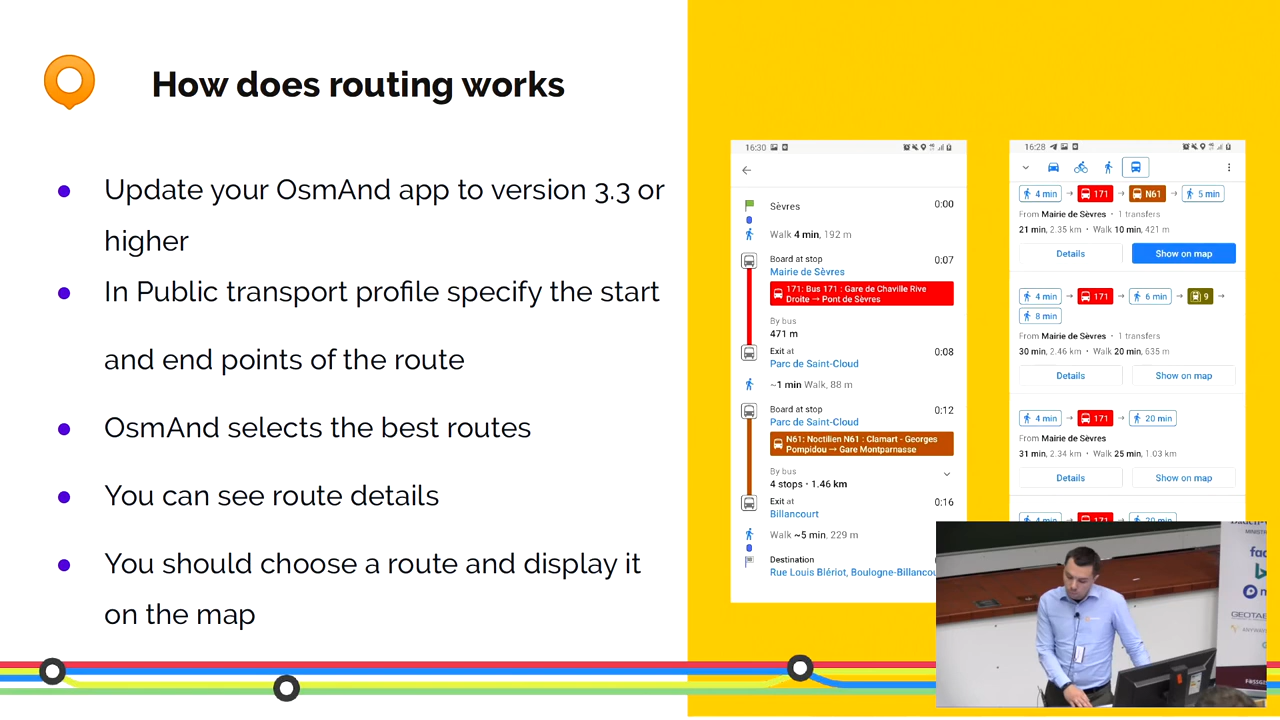 How does routing works
Update your OsmAnd app to version 3.3 or
higher
In Public transport profile specify the start
and end points of the route
OsmAnd selects the best routes
You can see route details
You should choose a route and display it
on the map
16:30
Sèvres 0:00
Walk 4 min, 192 m
Board at stop 0:07
Mairie de Sèvres
171: Bus 171 : Gare de Chaville Rive
Droite → Pont de Sèvres
By bus
471 m
Exit at 0:08
Parc de Saint-Cloud
~1 min Walk, 88 m
Board at stop 0:12
Parc de Saint-Cloud
N61: Noctilien N61 : Clamart - Georges
Pompidou → Gare Montparnasse
By bus
4 stops • 1.46 km
Exit at 0:16
Billancourt
Walk ~5 min, 229 m
Destination
Rue Louis Blériot, Boulogne-Billancou
16:28
4 min → 171 → N61 → 5 min
From Mairie de Sèvres • 1 transfers
21 min, 2.35 km • Walk 10 min, 421 m
Details Show on map
4 min → 171 → 6 min → 9 →
8 min
From Mairie de Sèvres • 1 transfers
30 min, 2.46 km • Walk 20 min, 635 m
Details Show on map
4 min → 171 → 20 min
From Mairie de Sèvres
31 min, 2.34 km • Walk 25 min, 1.03 km
Details Show on map
4 min → 171 → 20 min
GEOTA
FOSSG